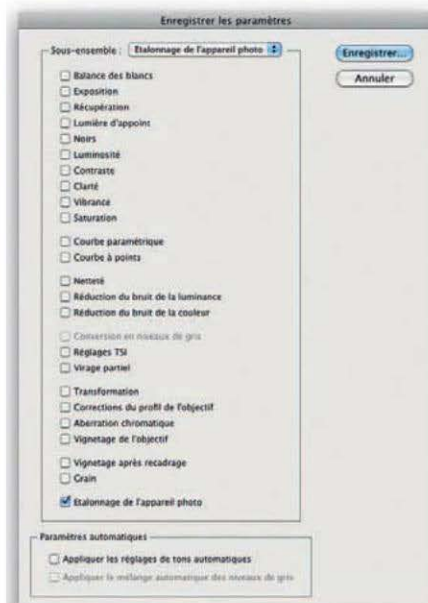 Enregistrer les paramètres
Sous-ensemble : Etalonnage de l'appareil photo
Enregistrer...
Annuler
Balance des blancs
Exposition
Récupération
Lumière d'appoint
Noirs
Luminosité
Contraste
Clarté
Vibrance
Saturation
Courbe paramétrique
Courbe à points
Netteté
Réduction du bruit de la luminance
Réduction du bruit de la couleur
Conversion en niveaux de gris
Réglages TSI
Virage partiel
Transformation
Corrections du profil de l'objectif
Aberration chromatique
Vignetage de l'objectif
Vignetage après recadrage
Grain
Etalonnage de l'appareil photo
Paramètres automatiques
Appliquer les réglages de tons automatiques
Appliquer le mélange automatique des niveaux de gris